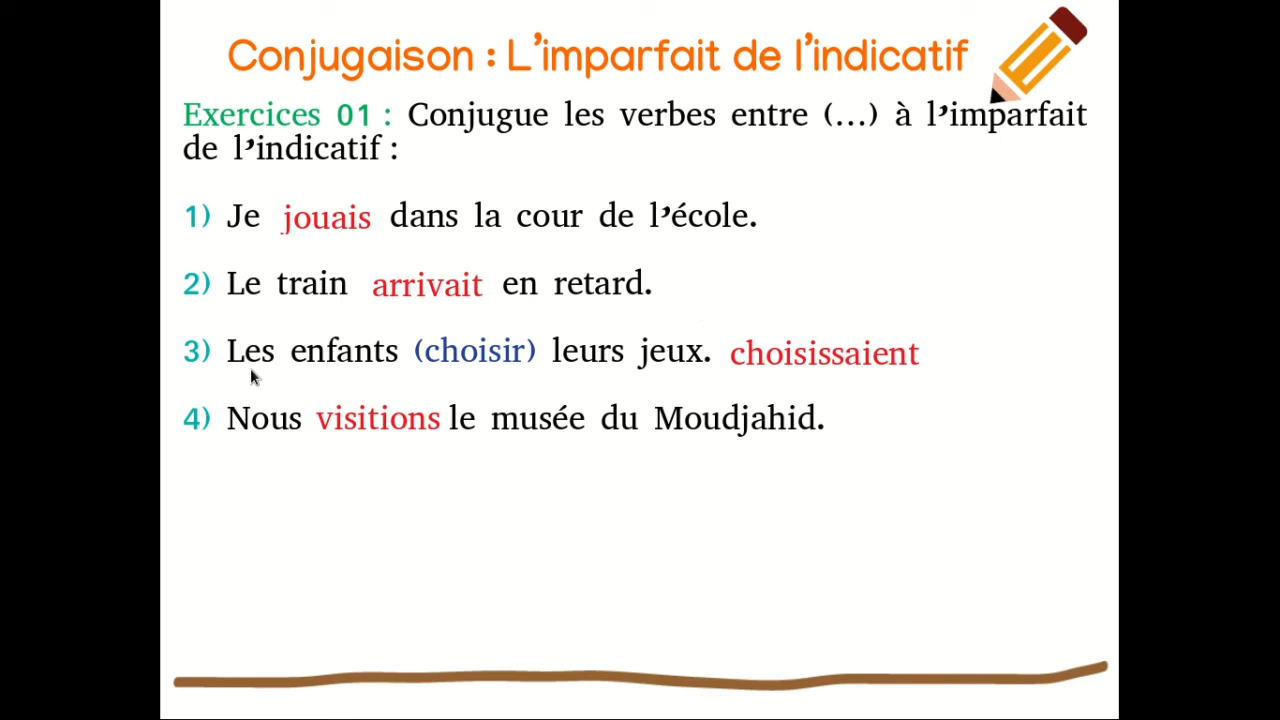 Conjugaison : L’imparfait de l’indicatif
Exercices 01 : Conjugue les verbes entre (...) à l’imparfait
de l’indicatif :
1) Je jouais dans la cour de l’école.
2) Le train arrivait en retard.
3) Les enfants (choisir) leurs jeux. choisissaient
4) Nous visitions le musée du Moudjahid.